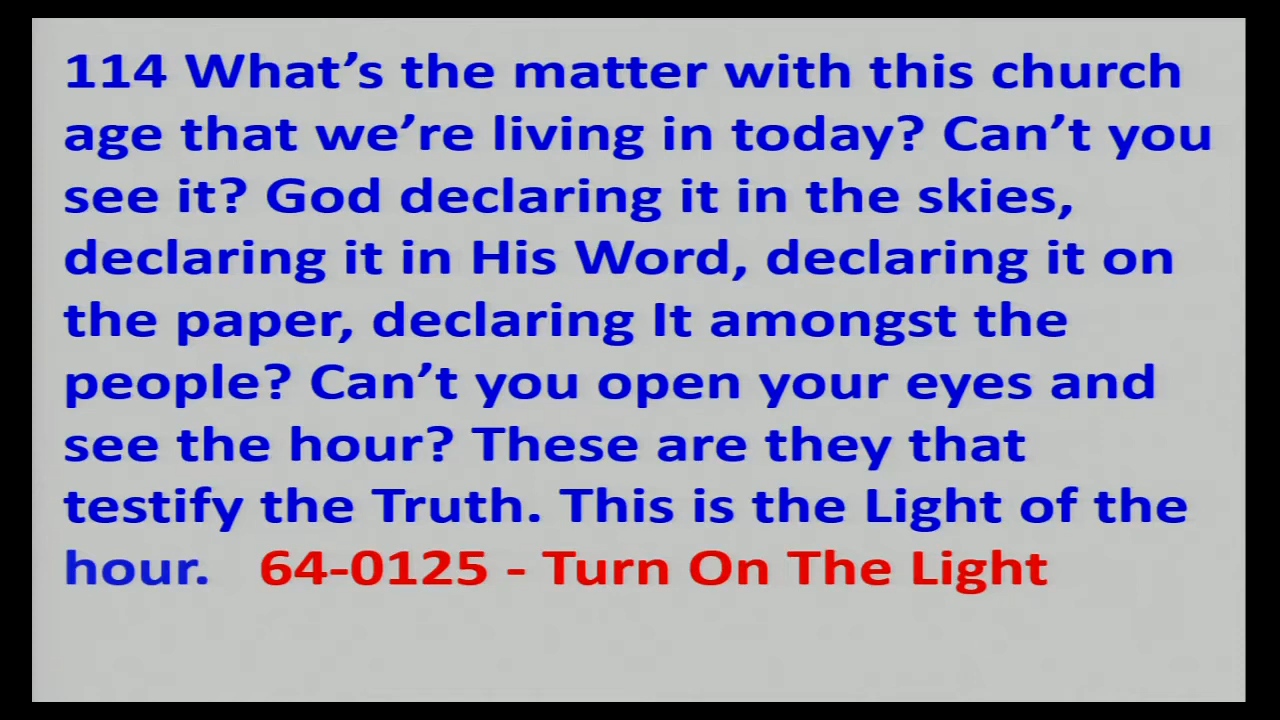 114 What’s the matter with this church
age that we’re living in today? Can’t you
see it? God declaring it in the skies,
declaring it in His Word, declaring it on
the paper, declaring It amongst the
people? Can’t you open your eyes and
see the hour? These are they that
testify the Truth. This is the Light of the
hour. 64-0125 - Turn On The Light